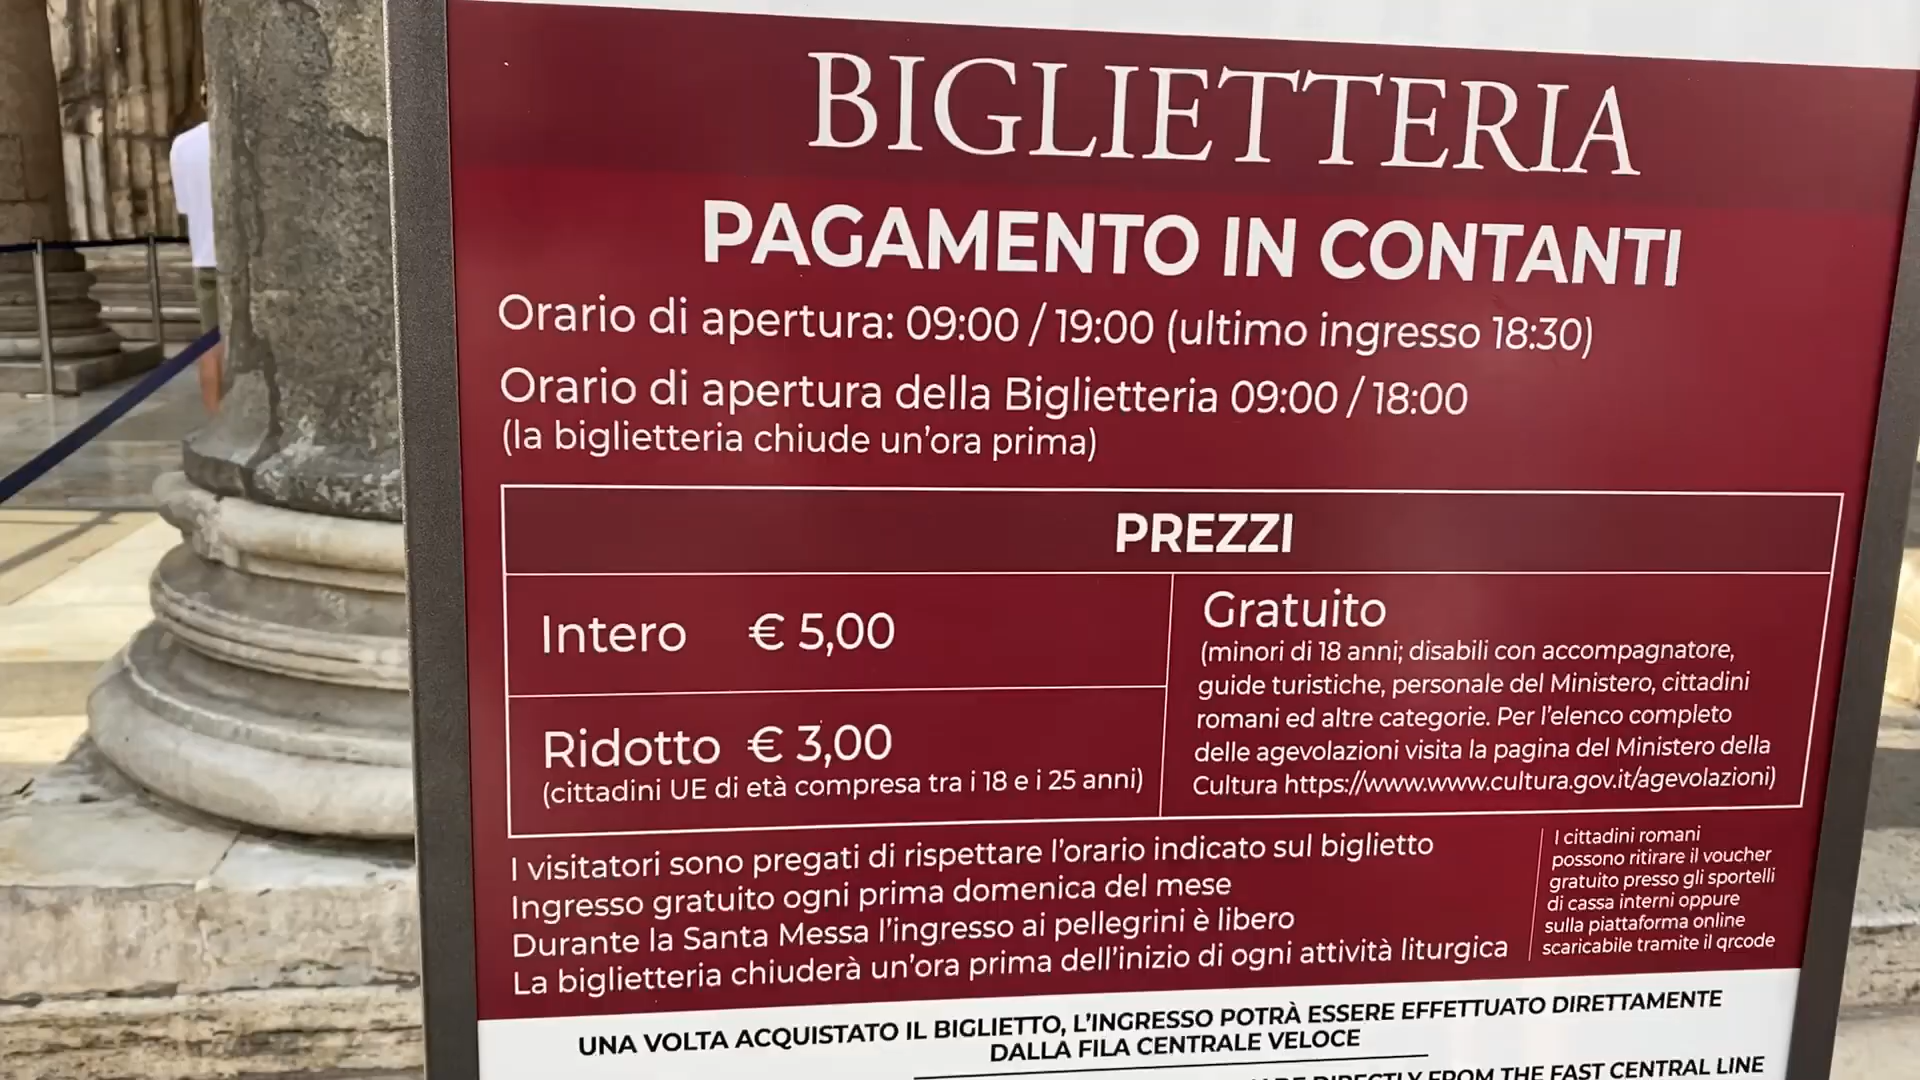 BIGLIETTERIA
PAGAMENTO IN CONTANTI
Orario di apertura: 09:00 / 19:00 (ultimo ingresso 18:30)
Orario di apertura della Biglietteria 09:00 / 18:00
(la biglietteria chiude un'ora prima)
PREZZI
Intero € 5,00
Ridotto € 3,00
(cittadini UE di età compresa tra i 18 e i 25 anni)
Gratuito
(minori di 18 anni; disabili con accompagnatore,
guide turistiche, personale del Ministero, cittadini
romani ed altre categorie. Per l'elenco completo
delle agevolazioni visita la pagina del Ministero della
Cultura https://www.www.cultura.gov.it/agevolazioni)
I visitatori sono pregati di rispettare l'orario indicato sul biglietto
Ingresso gratuito ogni prima domenica del mese
Durante la Santa Messa l'ingresso ai pellegrini è libero
La biglietteria chiuderà un'ora prima dell'inizio di ogni attività liturgica
I cittadini romani
possono ritirare il voucher
gratuito presso gli sportelli
di cassa interni oppure
sulla piattaforma online
scaricabile tramite il qrcode
UNA VOLTA ACQUISTATO IL BIGLIETTO, L'INGRESSO POTRÀ ESSERE EFFETTUATO DIRETTAMENTE
DALLA FILA CENTRALE VELOCE
DIRECTLY FROM THE FAST CENTRAL LINE